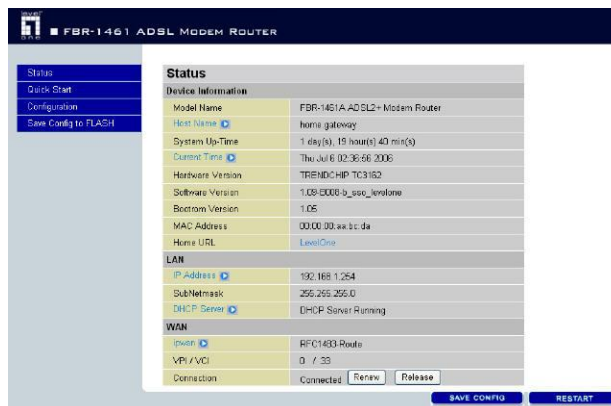 level one
FBR-1461 ADSL MODEM ROUTER
Status
Quick Start
Configuration
Save Config to FLASH
Status
Device Information
Model Name FBR-1461A ADSL2+ Modem Router
Host Name home gateway
System Up-Time 1 day(s), 19 hour(s) 40 min(s)
Current Time Thu Jul 6 02:36:56 2006
Hardware Version TRENDCHIP TC3162
Software Version 1.09-B008-b_sso_levelone
Bootrom Version 1.05
MAC Address 00:00:00:aa:bc:da
Home URL LevelOne
LAN
IP Address 192.168.1.254
SubNetmask 255.255.255.0
DHCP Server DHCP Server Running
WAN
ipwan RFC1483-Route
VPI / VCI 0 / 33
Connection Connected Renew Release
SAVE CONFIG RESTART